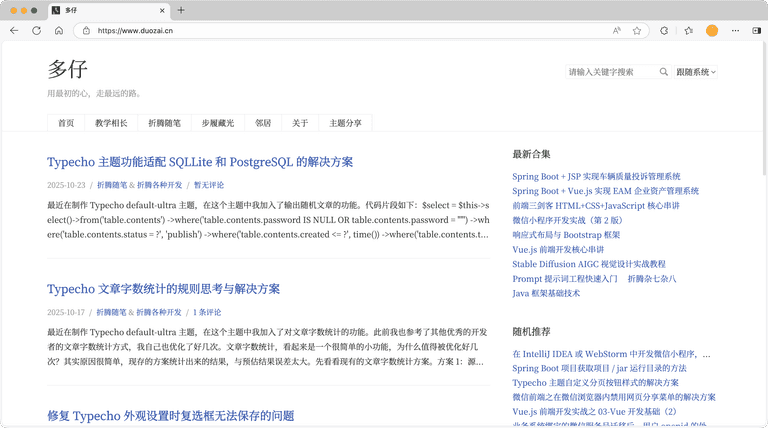 多仔
https://www.duozai.cn
多仔
用最初的心，走最远的路。
请输入关键字搜索
跟随系统
首页
教学相长
折腾随笔
步履藏光
邻居
关于
主题分享
Typecho 主题功能适配 SQLLite 和 PostgreSQL 的解决方案
2025-10-23 / 折腾随笔 & 折腾各种开发 / 暂无评论
最近在制作 Typecho default-ultra 主题，在这个主题中我加入了输出随机文章的功能。代码片段如下：$select = $this->s
elect()->from('table.contents') ->where('table.contents.password IS NULL OR table.contents.password = ""') ->wh
ere('table.contents.status = ?', 'publish') ->where('table.contents.created <= ?', time()) ->where('table.contents.t...
Typecho 文章字数统计的规则思考与解决方案
2025-10-17 / 折腾随笔 & 折腾各种开发 / 1 条评论
最近在制作 Typecho default-ultra 主题，在这个主题中我加入了对文章字数统计的功能。此前我也参考了其他优秀的开发
者的文章字数统计方式，我自己也优化了好几次。文章字数统计，看起来是一个很简单的小功能，为什么值得被优化好几
次？其实原因很简单，现存的方案统计出来的结果，与预估结果误差太大。先看看现有的文章字数统计方案。方案 1：源...
修复 Typecho 外观设置时复选框无法保存的问题
最新合集
Spring Boot + JSP 实现车辆质量投诉管理系统
Spring Boot + Vue.js 实现 EAM 企业资产管理系统
前端三剑客 HTML+CSS+JavaScript 核心串讲
微信小程序开发实战（第 2 版）
响应式布局与 Bootstrap 框架
Vue.js 前端开发核心串讲
Stable Diffusion AIGC 视觉设计实战教程
Prompt 提示词工程快速入门 折腾杂七杂八
Java 框架基础技术
随机推荐
在 IntelliJ IDEA 或 WebStorm 中开发微信小程序，...
Spring Boot 项目获取项目 / jar 运行目录的方法
Typecho 主题自定义分页按钮样式的解决方案
微信前端之在微信浏览器内禁用网页分享菜单的解决方案
Vue.js 前端开发实战之 03-Vue 开发基础（2）